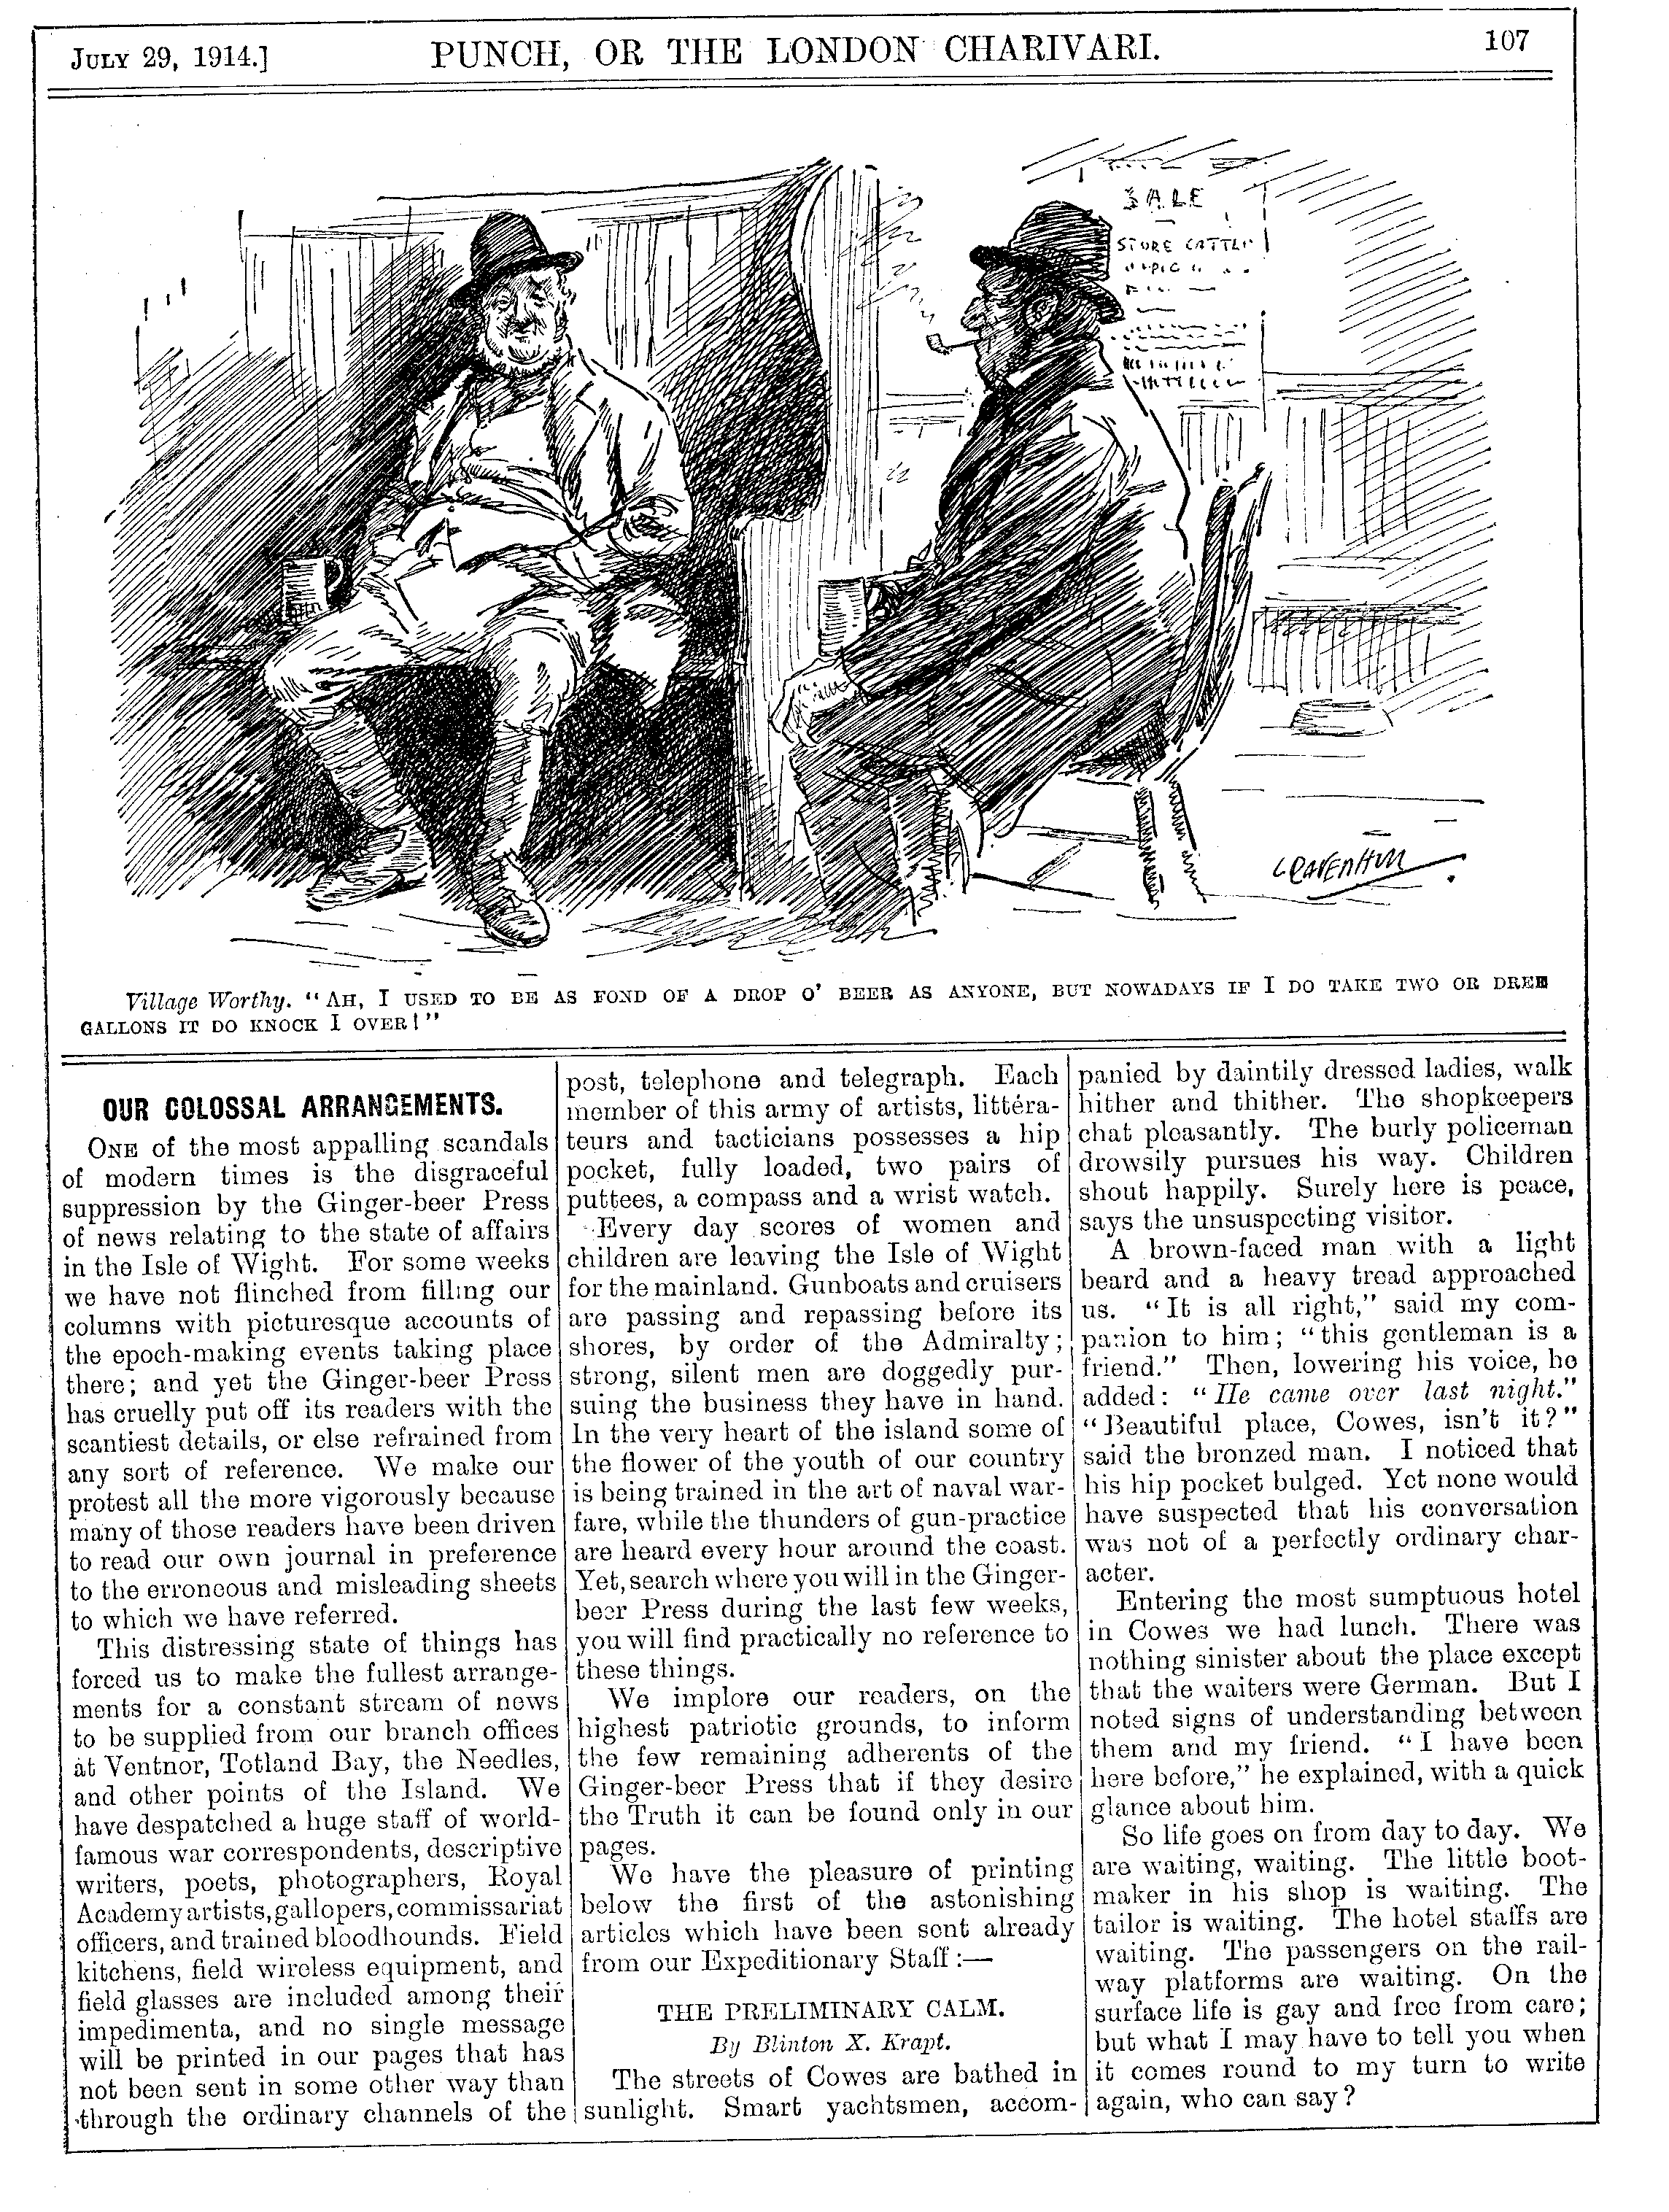 JULY 29, 1914.]
PUNCH, OR THE LONDON CHARIVARI.
107
SALE
STORE CATTLE
CRAVEN HILL
Village Worthy. "AH, I USED TO BE AS FOND OF A DROP O' BEER AS ANYONE, BUT NOWADAYS IF I DO TAKE TWO OR DREE
GALLONS IT DO KNOCK I OVER!"
OUR COLOSSAL ARRANGEMENTS.
ONE of the most appalling scandals
of modern times is the disgraceful
suppression by the Ginger-beer Press
of news relating to the state of affairs
in the Isle of Wight. For some weeks
we have not flinched from filling our
columns with picturesque accounts of
the epoch-making events taking place
there; and yet the Ginger-beer Press
has cruelly put off its readers with the
scantiest details, or else refrained from
any sort of reference. We make our
protest all the more vigorously because
many of those readers have been driven
to read our own journal in preference
to the erroneous and misleading sheets
to which we have referred.
This distressing state of things has
forced us to make the fullest arrange-
ments for a constant stream of news
to be supplied from our branch offices
at Ventnor, Totland Bay, the Needles,
and other points of the Island. We
have despatched a huge staff of world-
famous war correspondents, descriptive
writers, poets, photographers, Royal
Academy artists, gallopers, commissariat
officers, and trained bloodhounds. Field
kitchens, field wireless equipment, and
field glasses are included among their
impedimenta, and no single message
will be printed in our pages that has
not been sent in some other way than
through the ordinary channels of the
post, telephone and telegraph. Each
member of this army of artists, littéra-
teurs and tacticians possesses a hip
pocket, fully loaded, two pairs of
puttees, a compass and a wrist watch.
Every day scores of women and
children are leaving the Isle of Wight
for the mainland. Gunboats and cruisers
are passing and repassing before its
shores, by order of the Admiralty;
strong, silent men are doggedly pur-
suing the business they have in hand.
In the very heart of the island some of
the flower of the youth of our country
is being trained in the art of naval war-
fare, while the thunders of gun-practice
are heard every hour around the coast.
Yet, search where you will in the Ginger-
beer Press during the last few weeks,
you will find practically no reference to
these things.
We implore our readers, on the
highest patriotic grounds, to inform
the few remaining adherents of the
Ginger-beer Press that if they desire
the Truth it can be found only in our
pages.
We have the pleasure of printing
below the first of the astonishing
articles which have been sent already
from our Expeditionary Staff:—
THE PRELIMINARY CALM.
By Blinton X. Krapt.
The streets of Cowes are bathed in
sunlight. Smart yachtsmen, accom-
panied by daintily dressed ladies, walk
hither and thither. The shopkeepers
chat pleasantly. The burly policeman
drowsily pursues his way. Children
shout happily. Surely here is peace,
says the unsuspecting visitor.
A brown-faced man with a light
beard and a heavy tread approached
us. "It is all right," said my com-
panion to him; "this gentleman is a
friend." Then, lowering his voice, he
added: "He came over last night."
"Beautiful place, Cowes, isn't it?"
said the bronzed man. I noticed that
his hip pocket bulged. Yet none would
have suspected that his conversation
was not of a perfectly ordinary char-
acter.
Entering the most sumptuous hotel
in Cowes we had lunch. There was
nothing sinister about the place except
that the waiters were German. But I
noted signs of understanding between
them and my friend. "I have been
here before," he explained, with a quick
glance about him.
So life goes on from day to day. We
are waiting, waiting. The little boot-
maker in his shop is waiting. The
tailor is waiting. The hotel staffs are
waiting. The passengers on the rail-
way platforms are waiting. On the
surface life is gay and free from care;
but what I may have to tell you when
it comes round to my turn to write
again, who can say?